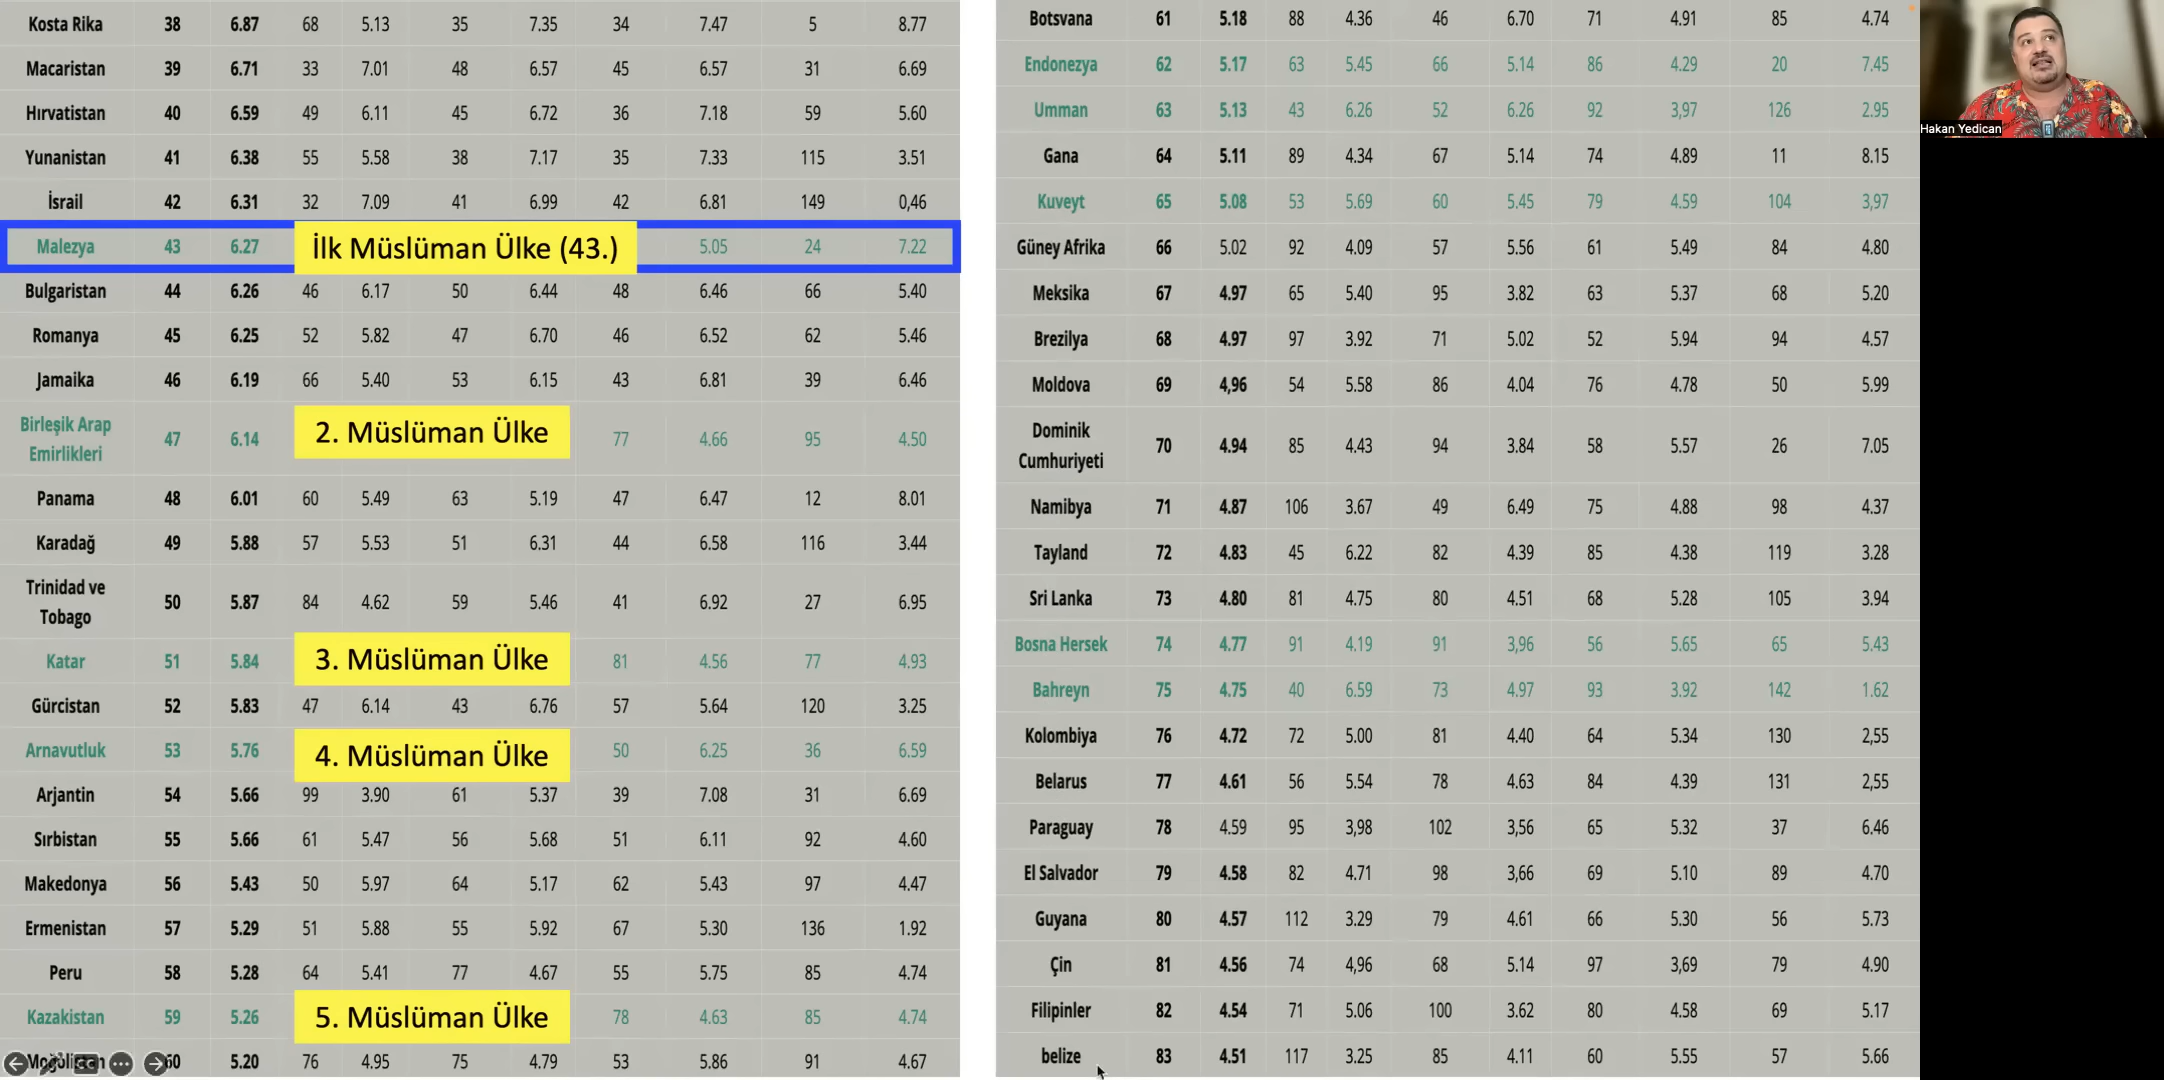 Kosta Rika 38 6.87 68 5.13 35 7.35 34 7.47 5 8.77
Macaristan 39 6.71 33 7.01 48 6.57 45 6.57 31 6.69
Hırvatistan 40 6.59 49 6.11 45 6.72 36 7.18 59 5.60
Yunanistan 41 6.38 55 5.58 38 7.17 35 7.33 115 3.51
İsrail 42 6.31 32 7.09 41 6.99 42 6.81 149 0,46
Malezya 43 6.27 İlk Müslüman Ülke (43.) 5.05 24 7.22
Bulgaristan 44 6.26 46 6.17 50 6.44 48 6.46 66 5.40
Romanya 45 6.25 52 5.82 47 6.70 46 6.52 62 5.46
Jamaika 46 6.19 66 5.40 53 6.15 43 6.81 39 6.46
Birleşik Arap
Emirlikleri 47 6.14 2. Müslüman Ülke 77 4.66 95 4.50
Panama 48 6.01 60 5.49 63 5.19 47 6.47 12 8.01
Karadağ 49 5.88 57 5.53 51 6.31 44 6.58 116 3.44
Trinidad ve
Tobago 50 5.87 84 4.62 59 5.46 41 6.92 27 6.95
Katar 51 5.84 3. Müslüman Ülke 81 4.56 77 4.93
Gürcistan 52 5.83 47 6.14 43 6.76 57 5.64 120 3.25
Arnavutluk 53 5.76 4. Müslüman Ülke 50 6.25 36 6.59
Arjantin 54 5.66 99 3.90 61 5.37 39 7.08 31 6.69
Sırbistan 55 5.66 61 5.47 56 5.68 51 6.11 92 4.60
Makedonya 56 5.43 50 5.97 64 5.17 62 5.43 97 4.47
Ermenistan 57 5.29 51 5.88 55 5.92 67 5.30 136 1.92
Peru 58 5.28 64 5.41 77 4.67 55 5.75 85 4.74
Kazakistan 59 5.26 5. Müslüman Ülke 78 4.63 85 4.74
Moğolistan 60 5.20 76 4.95 75 4.79 53 5.86 91 4.67
Botsvana 61 5.18 88 4.36 46 6.70 71 4.91 85 4.74
Endonezya 62 5.17 63 5.45 66 5.14 86 4.29 20 7.45
Umman 63 5.13 43 6.26 52 6.26 92 3,97 126 2.95
Gana 64 5.11 89 4.34 67 5.14 74 4.89 11 8.15
Kuveyt 65 5.08 53 5.69 60 5.45 79 4.59 104 3,97
Güney Afrika 66 5.02 92 4.09 57 5.56 61 5.49 84 4.80
Meksika 67 4.97 65 5.40 95 3.82 63 5.37 68 5.20
Brezilya 68 4.97 97 3.92 71 5.02 52 5.94 94 4.57
Moldova 69 4,96 54 5.58 86 4.04 76 4.78 50 5.99
Dominik
Cumhuriyeti 70 4.94 85 4.43 94 3.84 58 5.57 26 7.05
Namibya 71 4.87 106 3.67 49 6.49 75 4.88 98 4.37
Tayland 72 4.83 45 6.22 82 4.39 85 4.38 119 3.28
Sri Lanka 73 4.80 81 4.75 80 4.51 68 5.28 105 3.94
Bosna Hersek 74 4.77 91 4.19 91 3,96 56 5.65 65 5.43
Bahreyn 75 4.75 40 6.59 73 4.97 93 3.92 142 1.62
Kolombiya 76 4.72 72 5.00 81 4.40 64 5.34 130 2,55
Belarus 77 4.61 56 5.54 78 4.63 84 4.39 131 2,55
Paraguay 78 4.59 95 3,98 102 3,56 65 5.32 37 6.46
El Salvador 79 4.58 82 4.71 98 3,66 69 5.10 89 4.70
Guyana 80 4.57 112 3.29 79 4.61 66 5.30 56 5.73
Çin 81 4.56 74 4,96 68 5.14 97 3,69 79 4.90
Filipinler 82 4.54 71 5.06 100 3.62 80 4.58 69 5.17
belize 83 4.51 117 3.25 85 4.11 60 5.55 57 5.66
Hakan Yedican